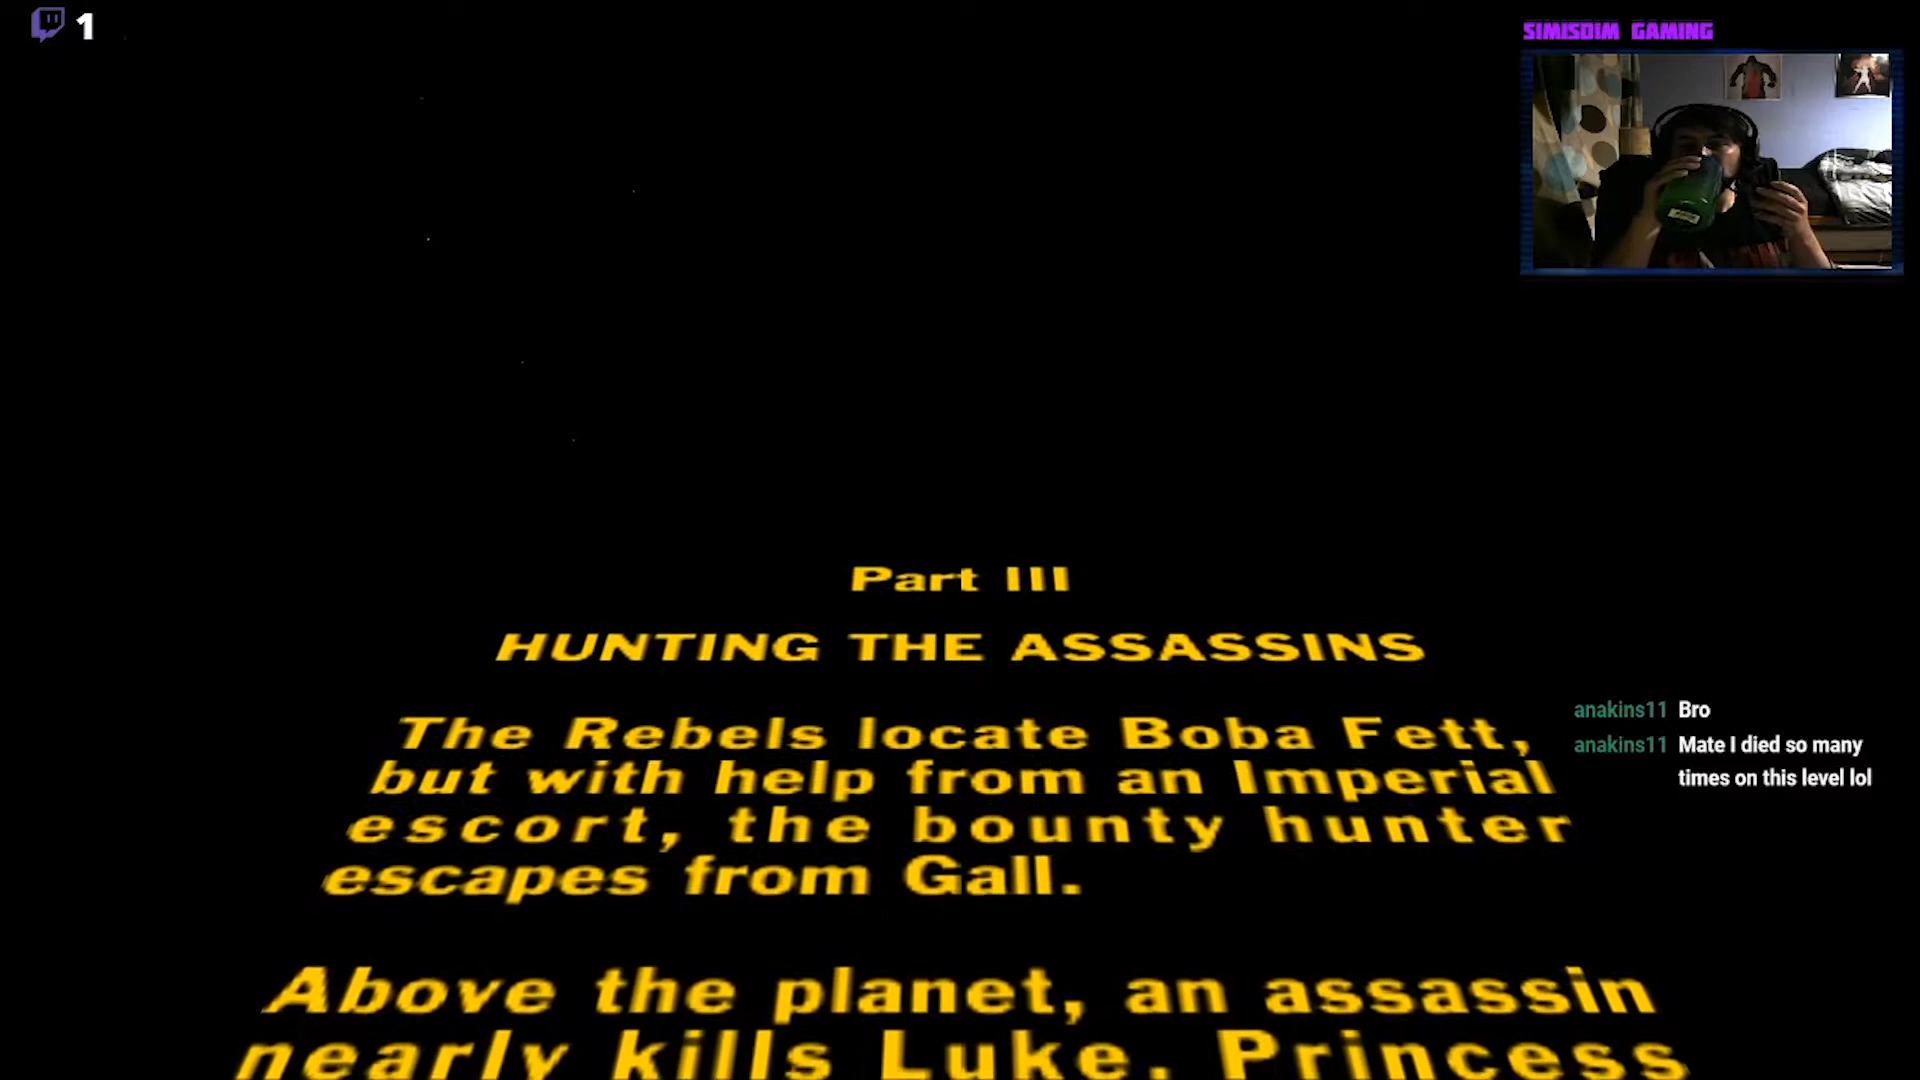 1
SIMISDIM GAMING
Part III
HUNTING THE ASSASSINS
The Rebels locate Boba Fett,
but with help from an Imperial
escort, the bounty hunter
escapes from Gall.
Above the planet, an assassin
nearly kills Luke. Princess
anakins11 Bro
anakins11 Mate I died so many
times on this level lol